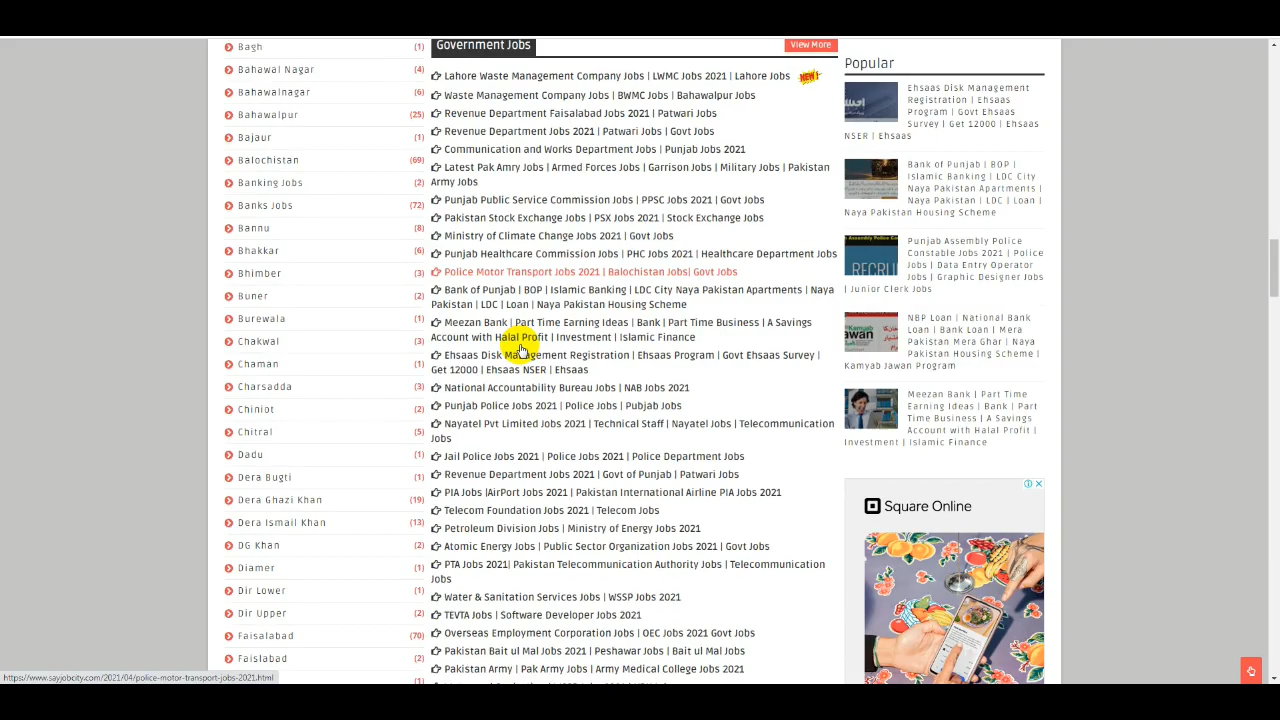 Bagh (1)
Bahawal Nagar (4)
Bahawalnagar (6)
Bahawalpur (25)
Bajaur (1)
Balochistan (69)
Banking Jobs (2)
Banks Jobs (72)
Bannu (8)
Bhakkar (6)
Bhimber (3)
Buner (2)
Burewala (1)
Chakwal (3)
Chaman (1)
Charsadda (3)
Chiniot (2)
Chitral (5)
Dadu (1)
Dera Bugti (1)
Dera Ghazi Khan (19)
Dera Ismail Khan (13)
DG Khan (2)
Diamer (1)
Dir Lower (1)
Dir Upper (2)
Faisalabad (70)
Faislabad (2)
Government Jobs
View More
Lahore Waste Management Company Jobs | LWMC Jobs 2021 | Lahore Jobs NEW!
Waste Management Company Jobs | BWMC Jobs | Bahawalpur Jobs
Revenue Department Faisalabad Jobs 2021 | Patwari Jobs
Revenue Department Jobs 2021 | Patwari Jobs | Govt Jobs
Communication and Works Department Jobs | Punjab Jobs 2021
Latest Pak Amry Jobs | Armed Forces Jobs | Garrison Jobs | Military Jobs | Pakistan
Army Jobs
Punjab Public Service Commission Jobs | PPSC Jobs 2021 | Govt Jobs
Pakistan Stock Exchange Jobs | PSX Jobs 2021 | Stock Exchange Jobs
Ministry of Climate Change Jobs 2021 | Govt Jobs
Punjab Healthcare Commission Jobs | PHC Jobs 2021 | Healthcare Department Jobs
Police Motor Transport Jobs 2021 | Balochistan Jobs| Govt Jobs
Bank of Punjab | BOP | Islamic Banking | LDC City Naya Pakistan Apartments | Naya
Pakistan | LDC | Loan | Naya Pakistan Housing Scheme
Meezan Bank | Part Time Earning Ideas | Bank | Part Time Business | A Savings
Account with Halal Profit | Investment | Islamic Finance
Ehsaas Disk Management Registration | Ehsaas Program | Govt Ehsaas Survey |
Get 12000 | Ehsaas NSER | Ehsaas
National Accountability Bureau Jobs | NAB Jobs 2021
Punjab Police Jobs 2021 | Police Jobs | Pubjab Jobs
Nayatel Pvt Limited Jobs 2021 | Technical Staff | Nayatel Jobs | Telecommunication
Jobs
Jail Police Jobs 2021 | Police Jobs 2021 | Police Department Jobs
Revenue Department Jobs 2021 | Govt of Punjab | Patwari Jobs
PIA Jobs |AirPort Jobs 2021 | Pakistan International Airline PIA Jobs 2021
Telecom Foundation Jobs 2021 | Telecom Jobs
Petroleum Division Jobs | Ministry of Energy Jobs 2021
Atomic Energy Jobs | Public Sector Organization Jobs 2021 | Govt Jobs
PTA Jobs 2021| Pakistan Telecommunication Authority Jobs | Telecommunication
Jobs
Water & Sanitation Services Jobs | WSSP Jobs 2021
TEVTA Jobs | Software Developer Jobs 2021
Overseas Employment Corporation Jobs | OEC Jobs 2021 Govt Jobs
Pakistan Bait ul Mal Jobs 2021 | Peshawar Jobs | Bait ul Mal Jobs
Pakistan Army | Pak Army Jobs | Army Medical College Jobs 2021
Popular
Ehsaas Disk Management
Registration | Ehsaas
Program | Govt Ehsaas
Survey | Get 12000 | Ehsaas
NSER | Ehsaas
Bank of Punjab | BOP |
Islamic Banking | LDC City
Naya Pakistan Apartments |
Naya Pakistan | LDC | Loan |
Naya Pakistan Housing Scheme
Punjab Assembly Police
Constable Jobs 2021 | Police
Jobs | Data Entry Operator
Jobs | Graphic Designer Jobs
| Junior Clerk Jobs
NBP Loan | National Bank
Loan | Bank Loan | Mera
Pakistan Mera Ghar | Naya
Pakistan Housing Scheme |
Kamyab Jawan Program
Meezan Bank | Part Time
Earning Ideas | Bank | Part
Time Business | A Savings
Account with Halal Profit |
Investment | Islamic Finance
Square Online
https://www.sayjobcity.com/2021/04/police-motor-transport-jobs-2021.html